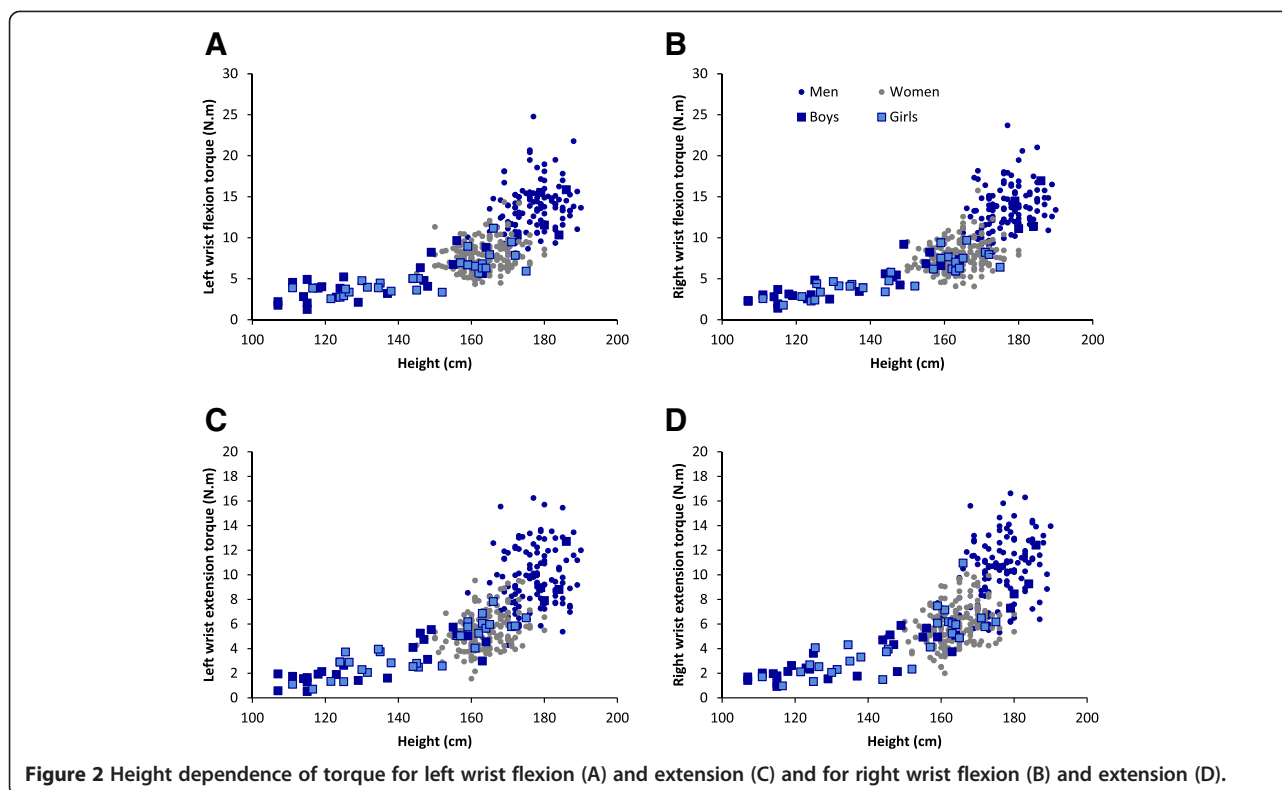 A
Left wrist flexion torque (N.m)
30
25
20
15
10
5
0
100 120 140 160 180 200
Height (cm)
B
Right wrist flexion torque (N.m)
30
25
20
15
10
5
0
Men Women
Boys Girls
100 120 140 160 180 200
Height (cm)
C
Left wrist extension torque (N.m)
20
18
16
14
12
10
8
6
4
2
0
100 120 140 160 180 200
Height (cm)
D
Right wrist extension torque (N.m)
20
18
16
14
12
10
8
6
4
2
0
100 120 140 160 180 200
Height (cm)
Figure 2 Height dependence of torque for left wrist flexion (A) and extension (C) and for right wrist flexion (B) and extension (D).